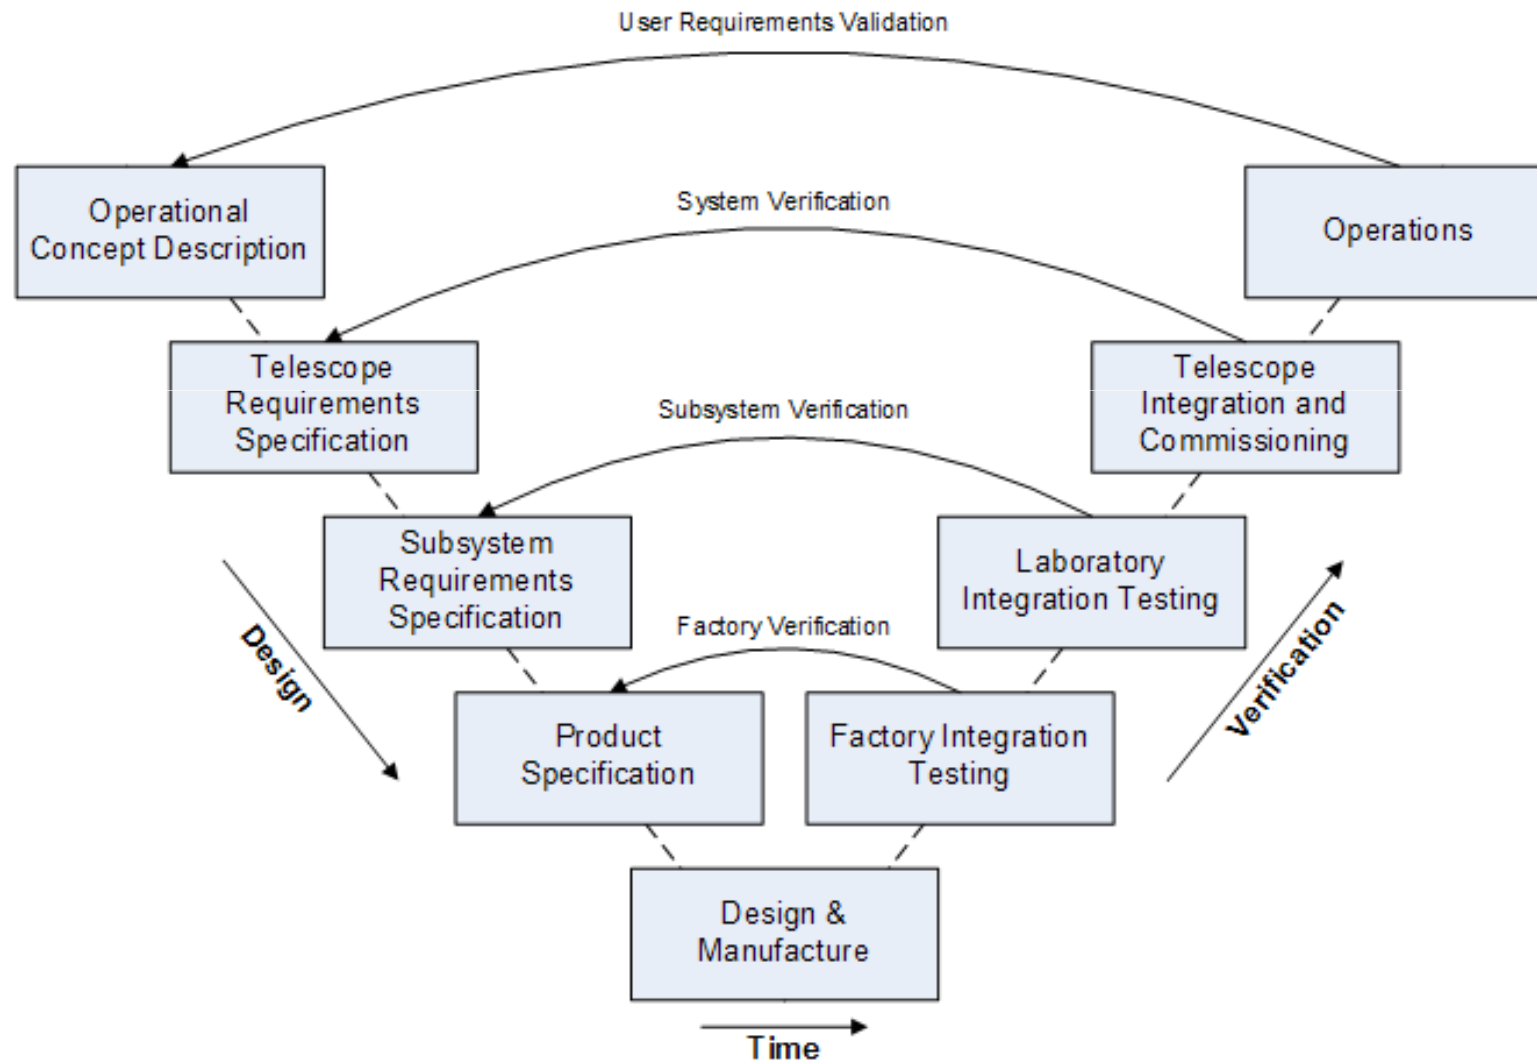 User Requirements Validation
Operational
Concept Description
Operations
System Verification
Telescope
Requirements
Specification
Telescope
Integration and
Commissioning
Subsystem Verification
Subsystem
Requirements
Specification
Laboratory
Integration Testing
Design
Verification
Factory Verification
Product
Specification
Factory Integration
Testing
Design &
Manufacture
Time